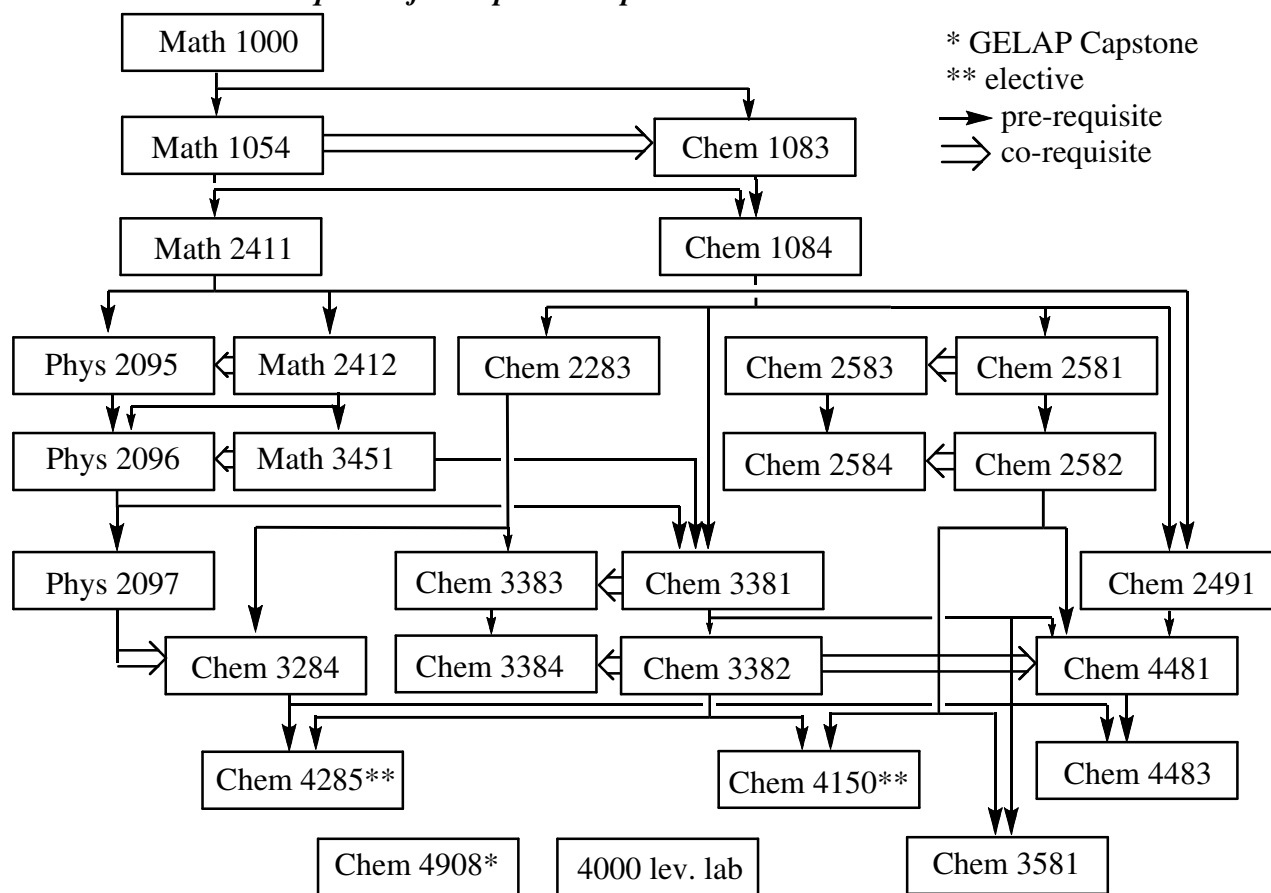 Math 1000
* GELAP Capstone
** elective
pre-requisite
co-requisite
Math 1054
Chem 1083
Math 2411
Chem 1084
Phys 2095
Math 2412
Chem 2283
Chem 2583
Chem 2581
Phys 2096
Math 3451
Chem 2584
Chem 2582
Phys 2097
Chem 3383
Chem 3381
Chem 2491
Chem 3284
Chem 3384
Chem 3382
Chem 4481
Chem 4285**
Chem 4150**
Chem 4483
Chem 4908*
4000 lev. lab
Chem 3581